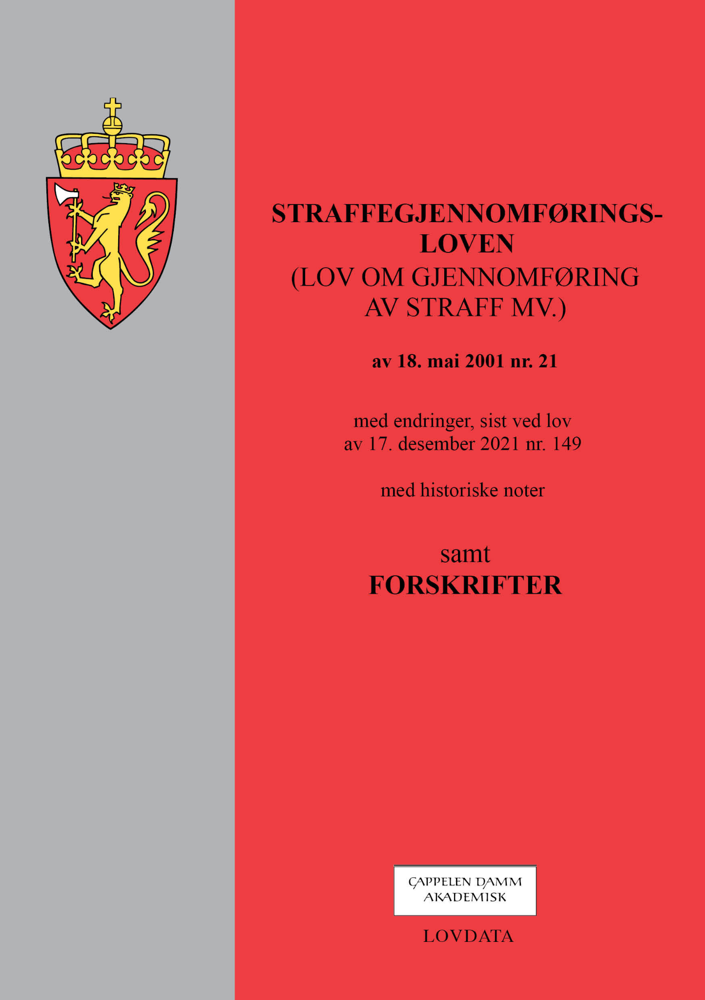 STRAFFEGJENNOMFØRINGS-
LOVEN
(LOV OM GJENNOMFØRING
AV STRAFF MV.)
av 18. mai 2001 nr. 21
med endringer, sist ved lov
av 17. desember 2021 nr. 149
med historiske noter
samt
FORSKRIFTER
CAPPELEN DAMM
AKADEMISK
LOVDATA